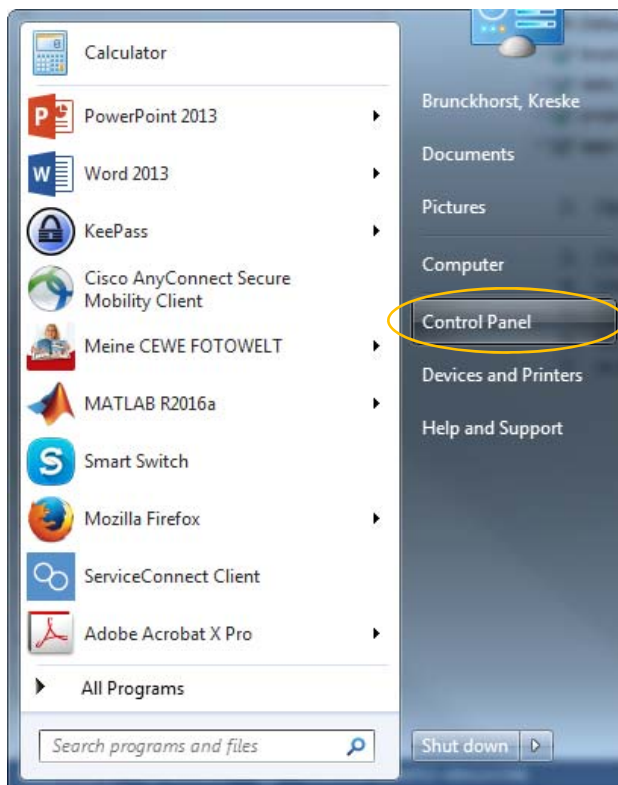 Calculator
PowerPoint 2013
Word 2013
KeePass
Cisco AnyConnect Secure
Mobility Client
Meine CEWE FOTOWELT
MATLAB R2016a
Smart Switch
Mozilla Firefox
ServiceConnect Client
Adobe Acrobat X Pro
All Programs
Search programs and files
Brunckhorst, Kreske
Documents
Pictures
Computer
Control Panel
Devices and Printers
Help and Support
Shut down